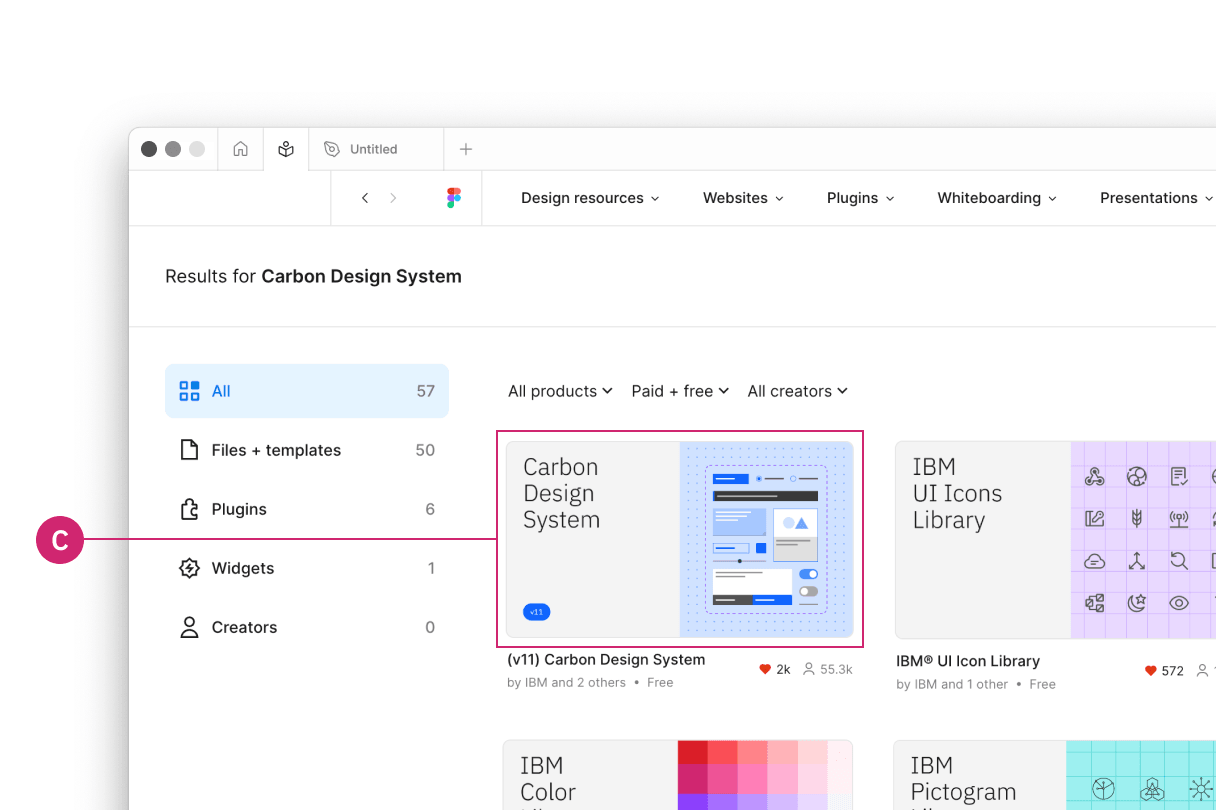 Untitled
Design resources
Websites
Plugins
Whiteboarding
Presentations
Results for Carbon Design System
All 57
Files + templates 50
Plugins 6
Widgets 1
Creators 0
C
All products
Paid + free
All creators
Carbon
Design
System
v11
(v11) Carbon Design System
by IBM and 2 others • Free
2k
55.3k
IBM
UI Icons
Library
IBM® UI Icon Library
by IBM and 1 other • Free
572
IBM
Color
IBM
Pictogram